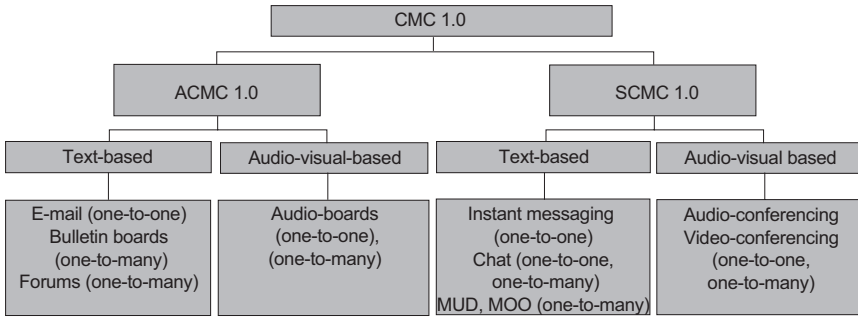 CMC 1.0
ACMC 1.0
SCMC 1.0
Text-based
Audio-visual-based
Text-based
Audio-visual based
E-mail (one-to-one)
Bulletin boards
(one-to-many)
Forums (one-to-many)
Audio-boards
(one-to-one),
(one-to-many)
Instant messaging
(one-to-one)
Chat (one-to-one,
one-to-many)
MUD, MOO (one-to-many)
Audio-conferencing
Video-conferencing
(one-to-one,
one-to-many)